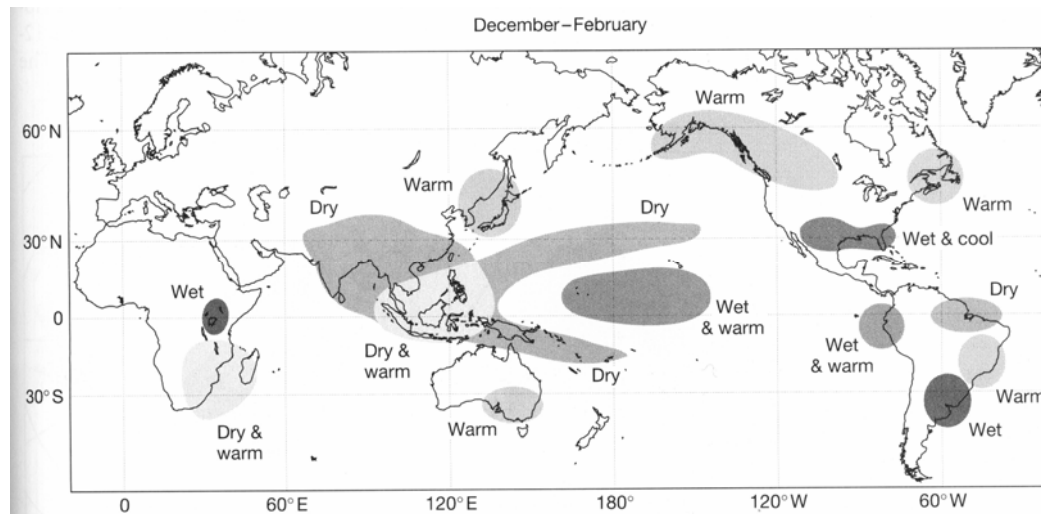 December–February
Warm
60° N
Warm
Dry
Dry
Warm
30° N
Wet & cool
Wet
Dry
0
Wet
& warm
Wet
& warm
Dry &
warm
Dry
30° S
Warm
Warm
Dry &
warm
Wet
0
60° E
120° E
180°
120° W
60° W